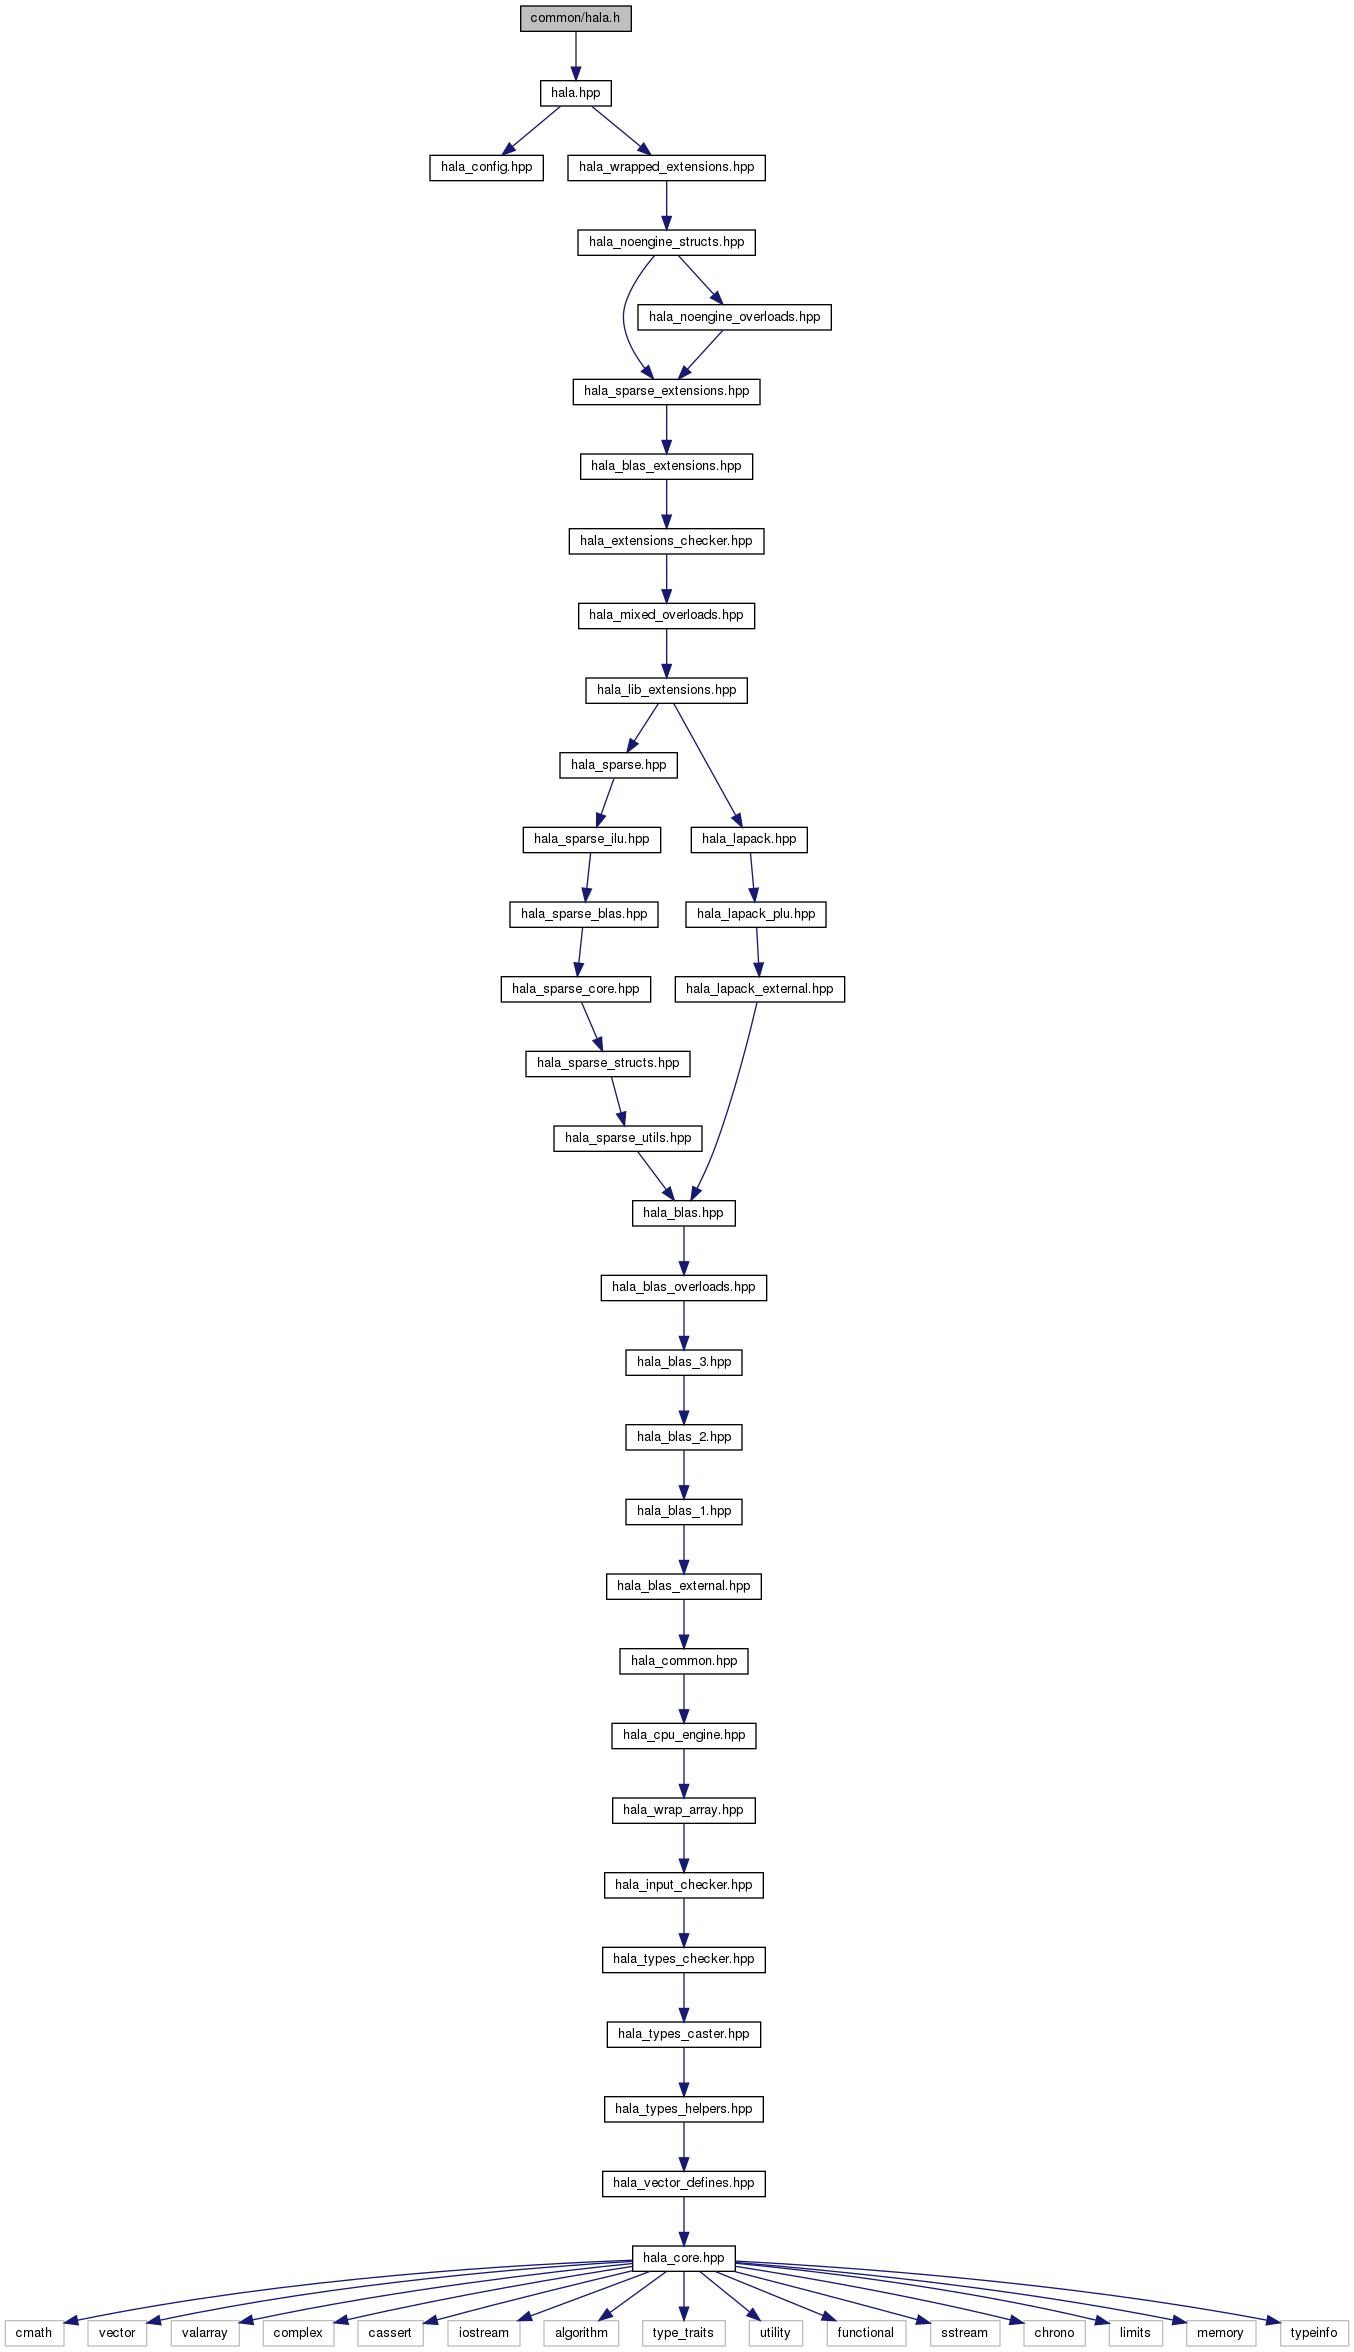 common/hala.h
hala.hpp
hala_config.hpp
hala_wrapped_extensions.hpp
hala_noengine_structs.hpp
hala_noengine_overloads.hpp
hala_sparse_extensions.hpp
hala_blas_extensions.hpp
hala_extensions_checker.hpp
hala_mixed_overloads.hpp
hala_lib_extensions.hpp
hala_sparse.hpp
hala_sparse_ilu.hpp
hala_lapack.hpp
hala_sparse_blas.hpp
hala_lapack_plu.hpp
hala_sparse_core.hpp
hala_lapack_external.hpp
hala_sparse_structs.hpp
hala_sparse_utils.hpp
hala_blas.hpp
hala_blas_overloads.hpp
hala_blas_3.hpp
hala_blas_2.hpp
hala_blas_1.hpp
hala_blas_external.hpp
hala_common.hpp
hala_cpu_engine.hpp
hala_wrap_array.hpp
hala_input_checker.hpp
hala_types_checker.hpp
hala_types_caster.hpp
hala_types_helpers.hpp
hala_vector_defines.hpp
hala_core.hpp
cmath
vector
valarray
complex
cassert
iostream
algorithm
type_traits
utility
functional
sstream
chrono
limits
memory
typeinfo